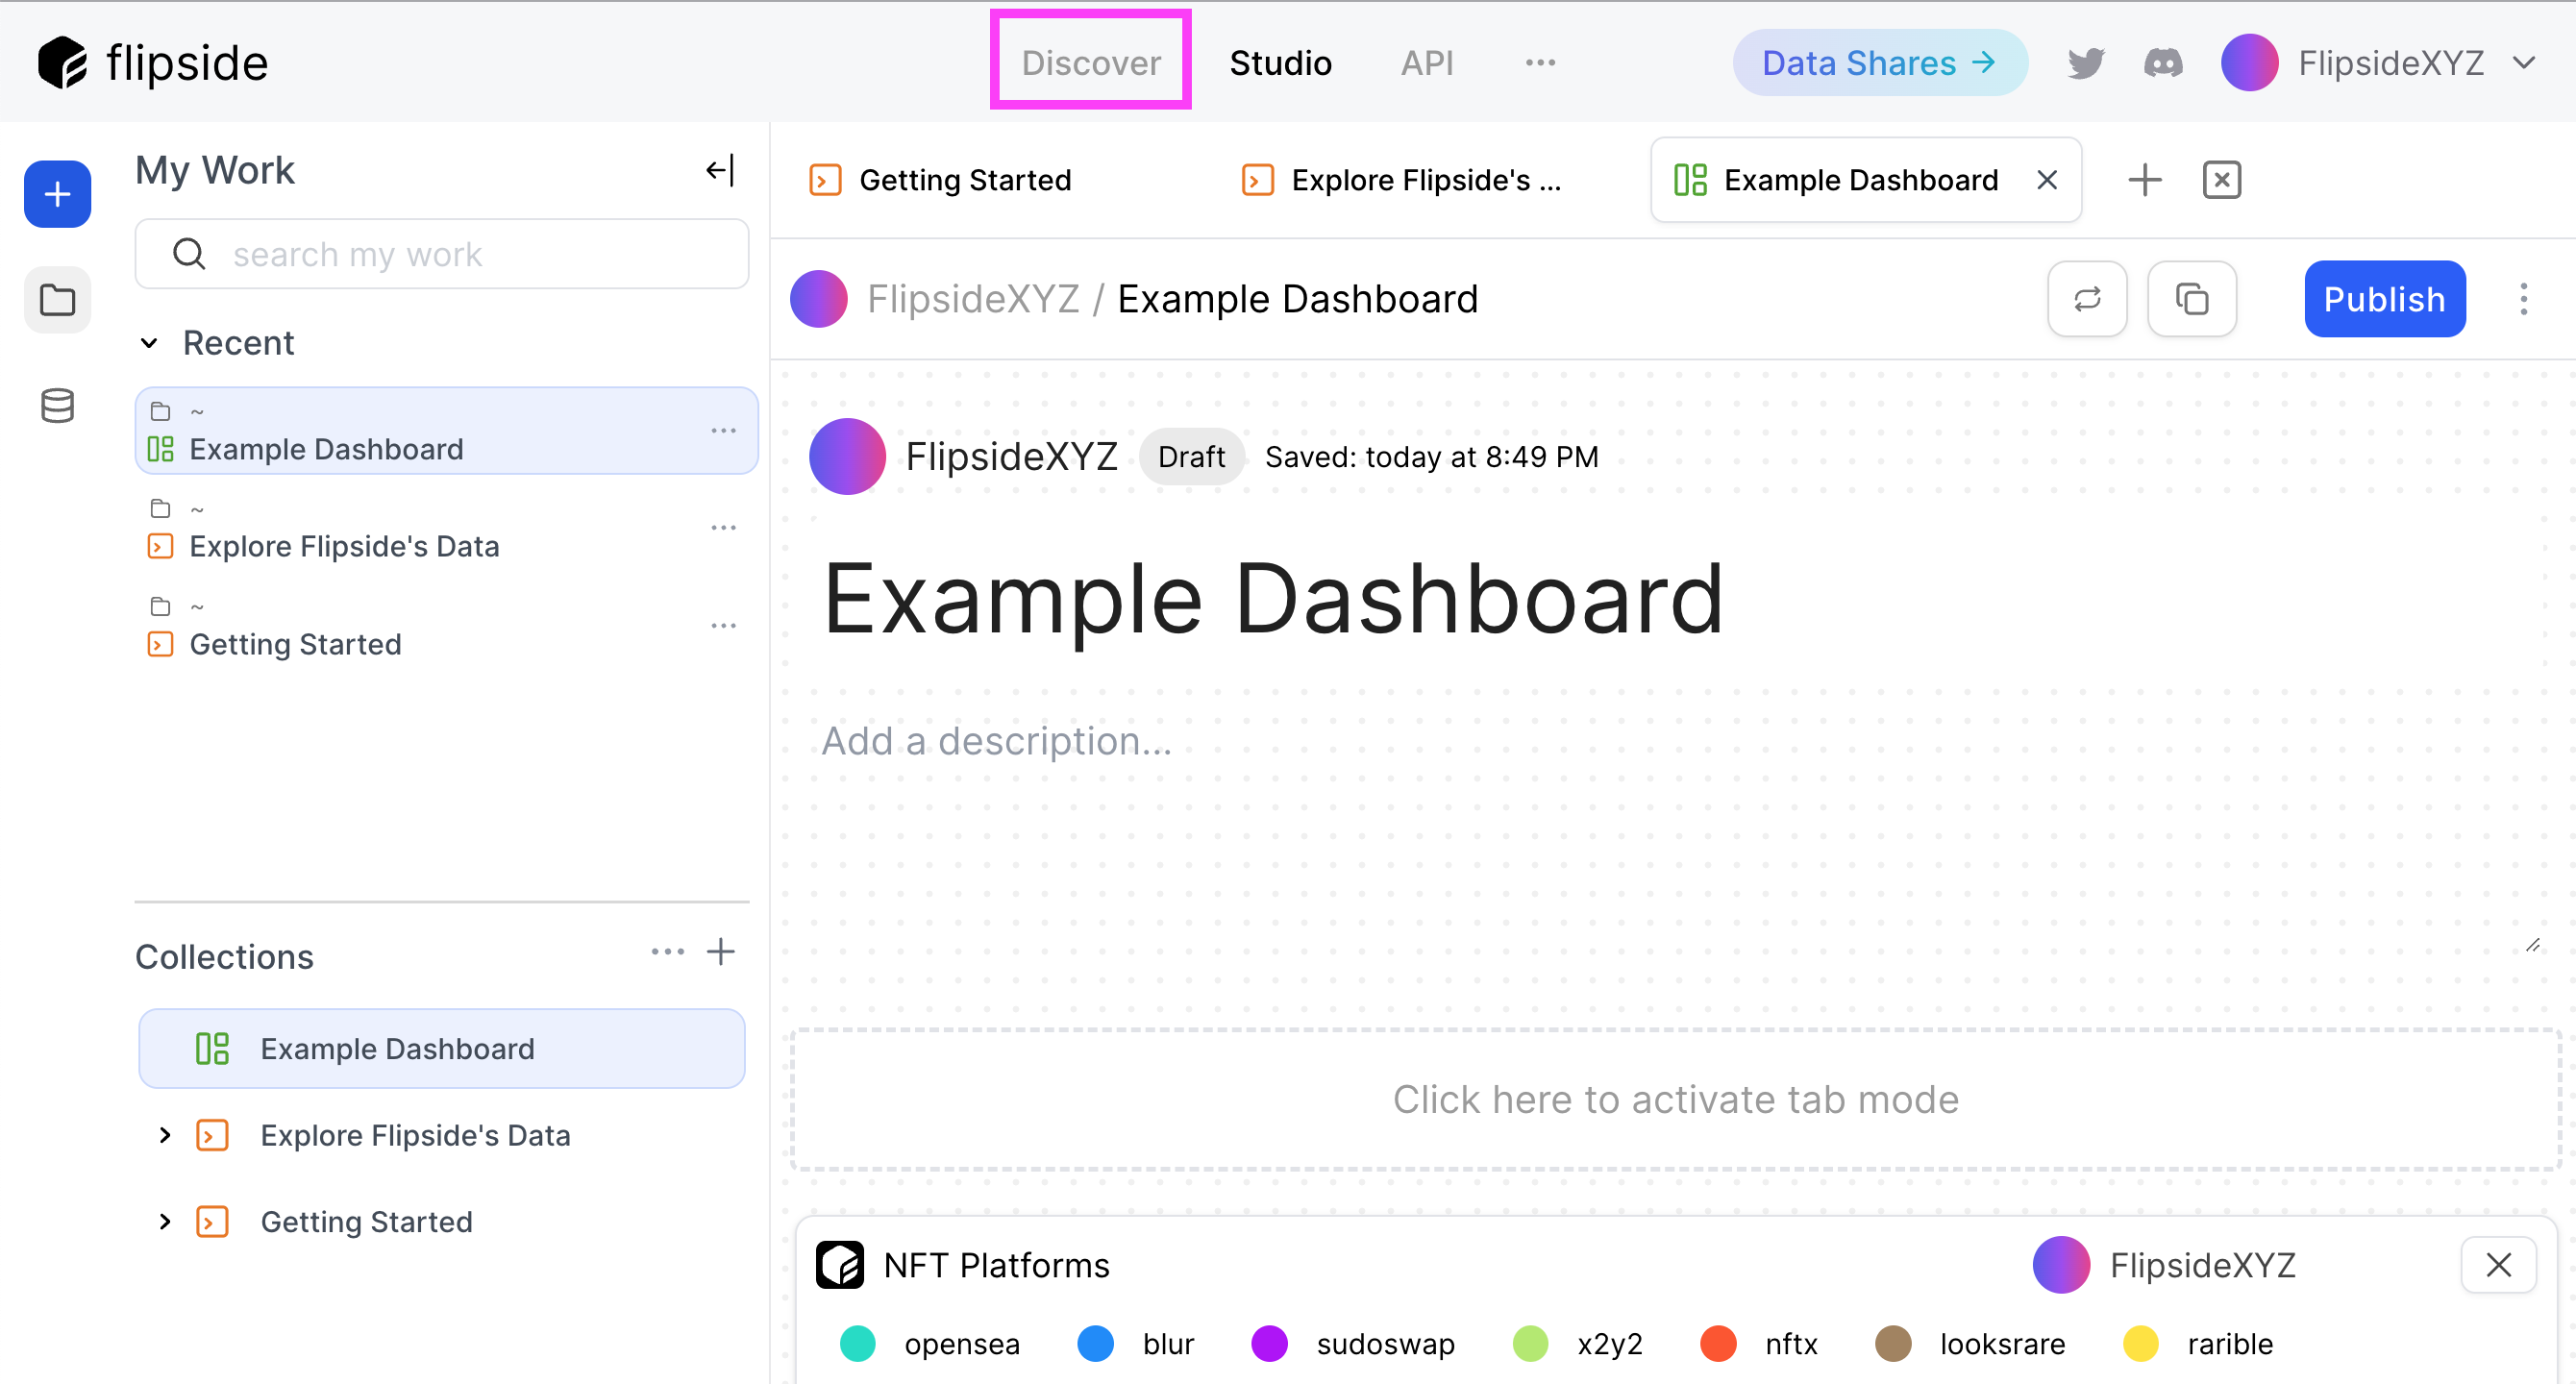 flipside
Discover
Studio
API
Data Shares →
FlipsideXYZ
My Work
search my work
Recent
~
Example Dashboard
~
Explore Flipside's Data
~
Getting Started
Collections
Example Dashboard
Explore Flipside's Data
Getting Started
Getting Started
Explore Flipside's ...
Example Dashboard
FlipsideXYZ / Example Dashboard
Publish
FlipsideXYZ
Draft
Saved: today at 8:49 PM
Example Dashboard
Add a description...
Click here to activate tab mode
NFT Platforms
FlipsideXYZ
opensea
blur
sudoswap
x2y2
nftx
looksrare
rarible